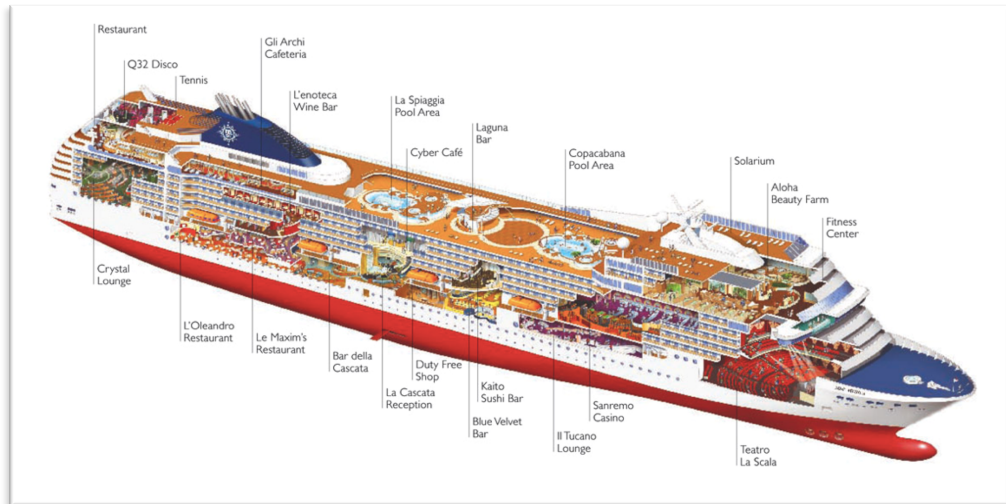 Restaurant
Q32 Disco
Tennis
Gli Archi
Cafeteria
L'enoteca
Wine Bar
La Spiaggia
Pool Area
Cyber Café
Laguna
Bar
Copacabana
Pool Area
Solarium
Aloha
Beauty Farm
Fitness
Center
Crystal
Lounge
L'Oleandro
Restaurant
Le Maxim's
Restaurant
Bar della
Cascata
La Cascata
Reception
Duty Free
Shop
Blue Velvet
Bar
Kaito
Sushi Bar
Il Tucano
Lounge
Sanremo
Casino
Teatro
La Scala